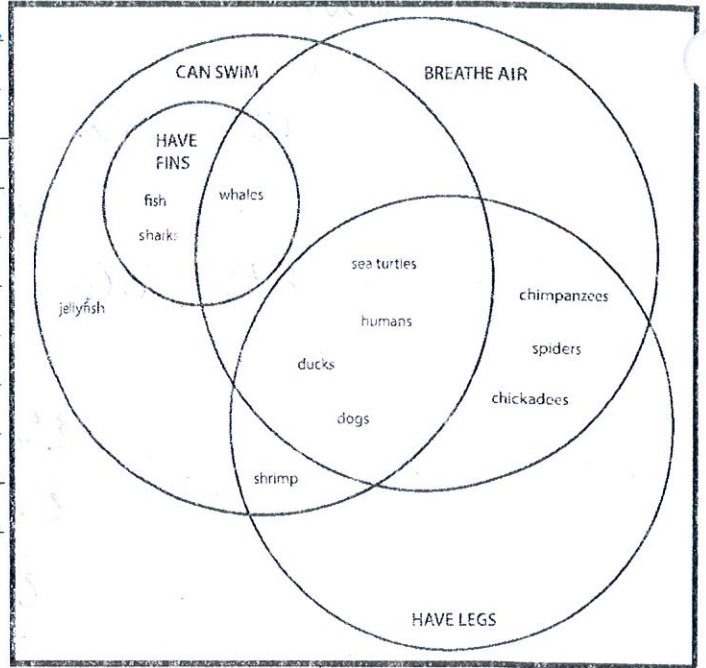 CAN SWIM
BREATHE AIR
HAVE
FINS
fish
whales
sharks
sea turtles
jellyfish
chimpanzees
humans
spiders
ducks
chickadees
dogs
shrimp
HAVE LEGS